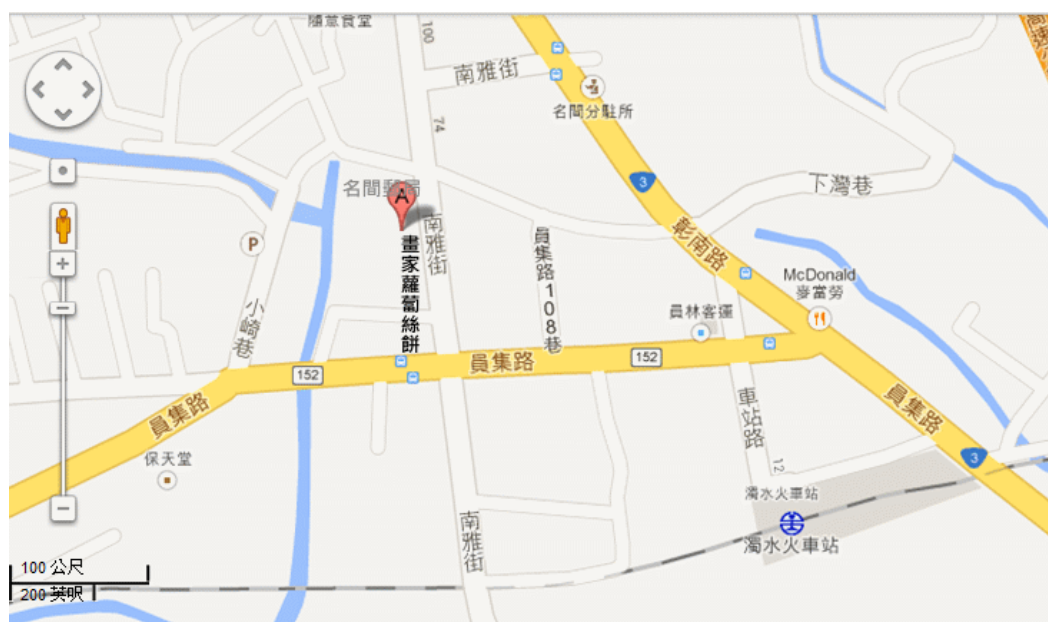 隨意食堂
100
南雅街
名間分駐所
74
3
下灣巷
名間郵局
A
南雅街
畫家蘿蔔絲餅
P
員集路108巷
彰南路
McDonald
麥當勞
員林客運
小崎巷
152
員集路
152
員集路
員集路
車站路
保天堂
12
3
濁水火車站
濁水火車站
南雅街
100 公尺
200 英呎